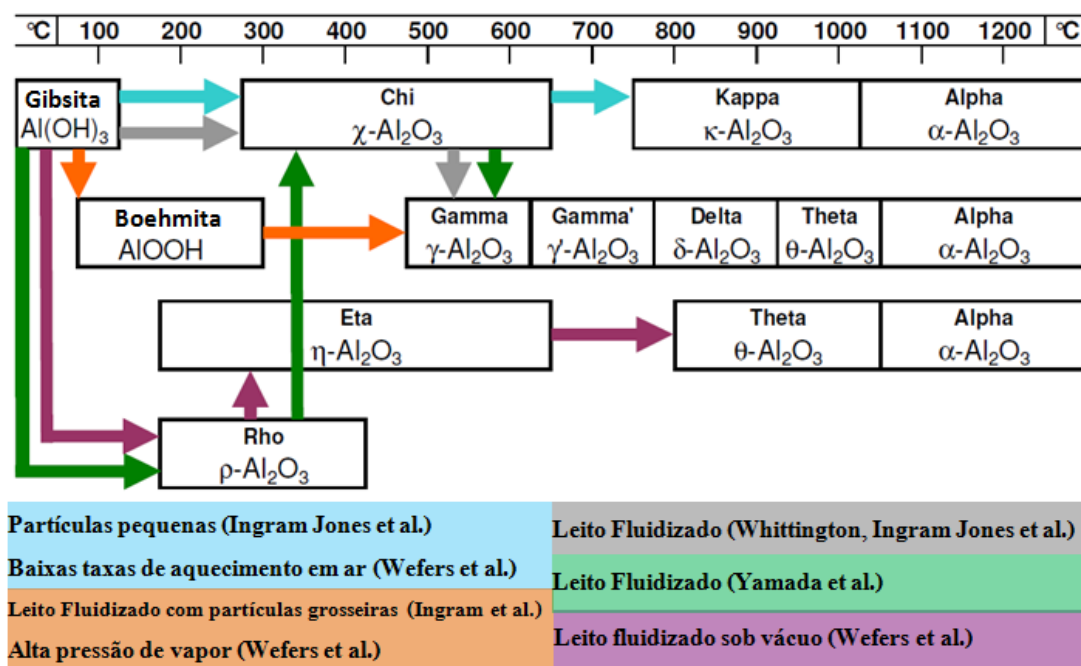 °C 100 200 300 400 500 600 700 800 900 1000 1100 1200 °C
Gibsita Chi Kappa Alpha
Al(OH)₃ χ-Al₂O₃ κ-Al₂O₃ α-Al₂O₃
Boehmita Gamma Gamma' Delta Theta Alpha
AlOOH γ-Al₂O₃ γ'-Al₂O₃ δ-Al₂O₃ θ-Al₂O₃ α-Al₂O₃
Eta Theta Alpha
η-Al₂O₃ θ-Al₂O₃ α-Al₂O₃
Rho
ρ-Al₂O₃
Partículas pequenas (Ingram Jones et al.)
Baixas taxas de aquecimento em ar (Wefers et al.)
Leito Fluidizado com partículas grosseiras (Ingram et al.)
Alta pressão de vapor (Wefers et al.)
Leito Fluidizado (Whittington, Ingram Jones et al.)
Leito Fluidizado (Yamada et al.)
Leito fluidizado sob vácuo (Wefers et al.)